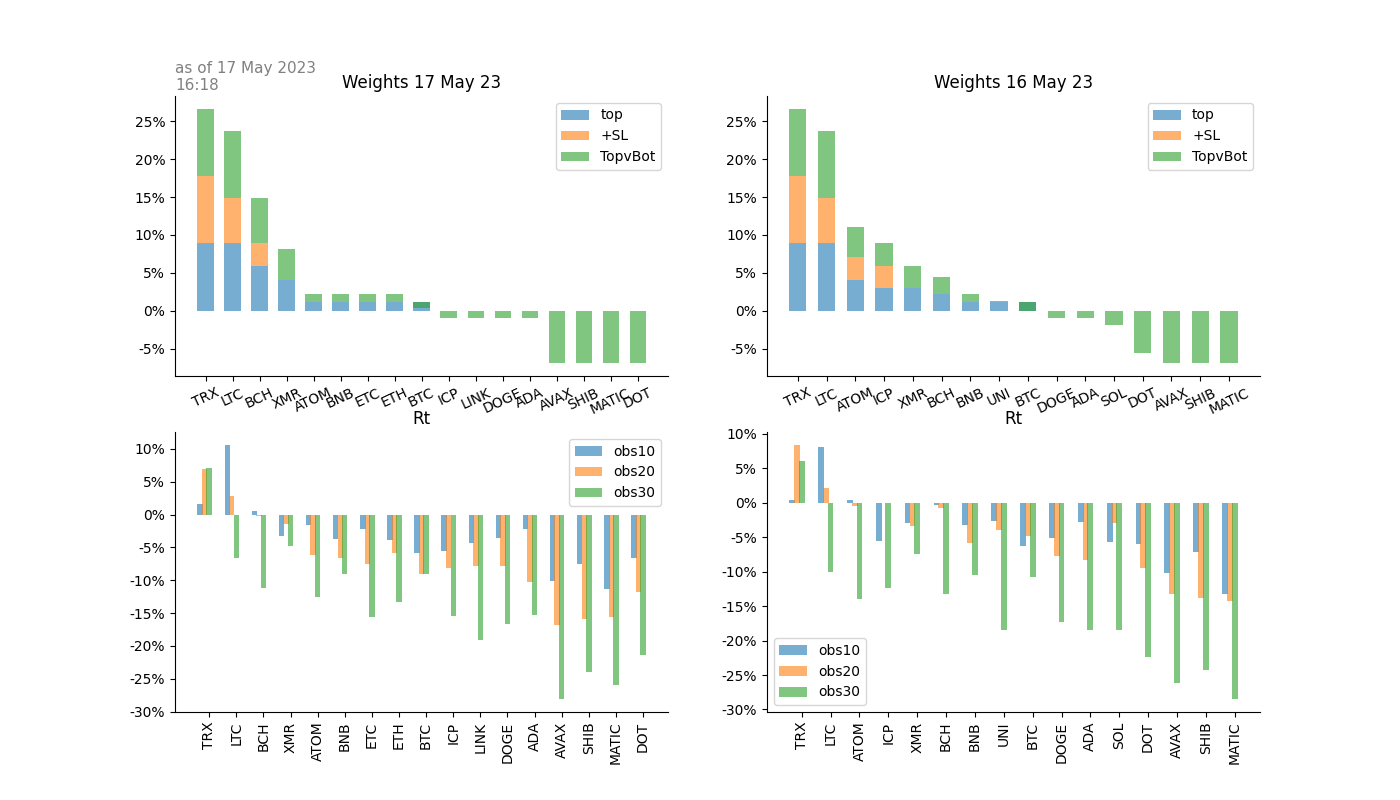 as of 17 May 2023
16:18
Weights 17 May 23
25%
20%
15%
10%
5%
0%
-5%
top
+SL
TopvBot
TRX LTC BCH XMR ATOM BNB ETC ETH BTC ICP LINK DOGE ADA AVAX SHIB MATIC DOT
Weights 16 May 23
25%
20%
15%
10%
5%
0%
-5%
top
+SL
TopvBot
TRX LTC ATOM ICP XMR BCH BNB UNI BTC DOGE ADA SOL DOT AVAX SHIB MATIC
Rt
10%
5%
0%
-5%
-10%
-15%
-20%
-25%
-30%
obs10
obs20
obs30
TRX LTC BCH XMR ATOM BNB ETC ETH BTC ICP LINK DOGE ADA AVAX SHIB MATIC DOT
Rt
10%
5%
0%
-5%
-10%
-15%
-20%
-25%
-30%
obs10
obs20
obs30
TRX LTC ATOM ICP XMR BCH BNB UNI BTC DOGE ADA SOL DOT AVAX SHIB MATIC